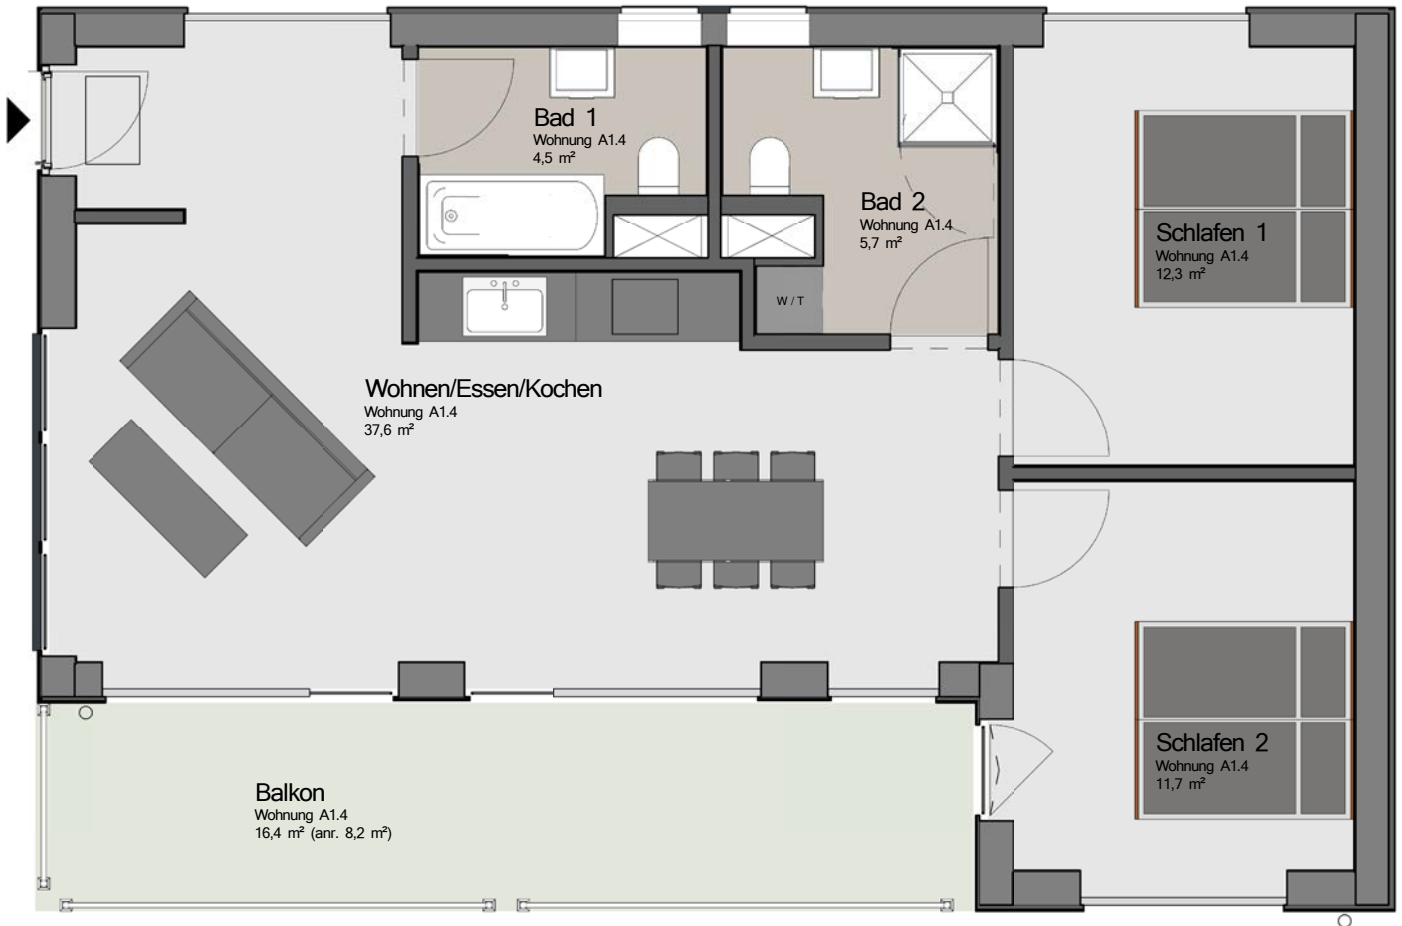 Bad 1
Wohnung A1.4
4,5 m²
Bad 2
Wohnung A1.4
5,7 m²
Schlafen 1
Wohnung A1.4
12,3 m²
W / T
Wohnen/Essen/Kochen
Wohnung A1.4
37,6 m²
Schlafen 2
Wohnung A1.4
11,7 m²
Balkon
Wohnung A1.4
16,4 m² (anr. 8,2 m²)